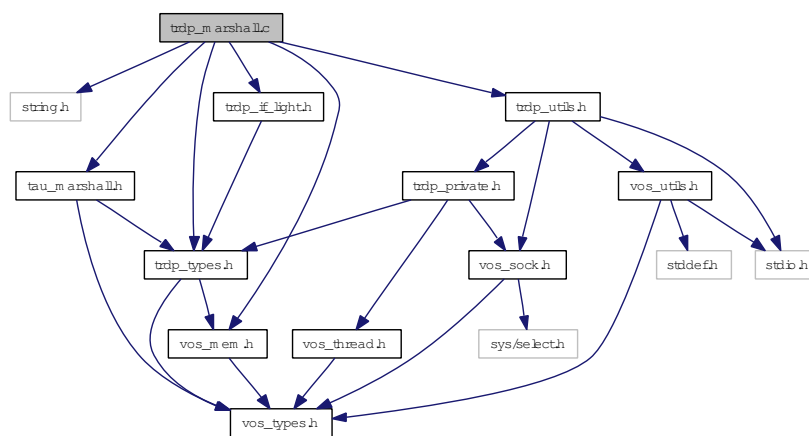 trdp_marshall.c
string.h
trdp_if_light.h
trdp_utils.h
tau_marshall.h
trdp_private.h
vos_utils.h
trdp_types.h
vos_sock.h
stddef.h
stdio.h
vos_mem.h
vos_thread.h
sys/select.h
vos_types.h